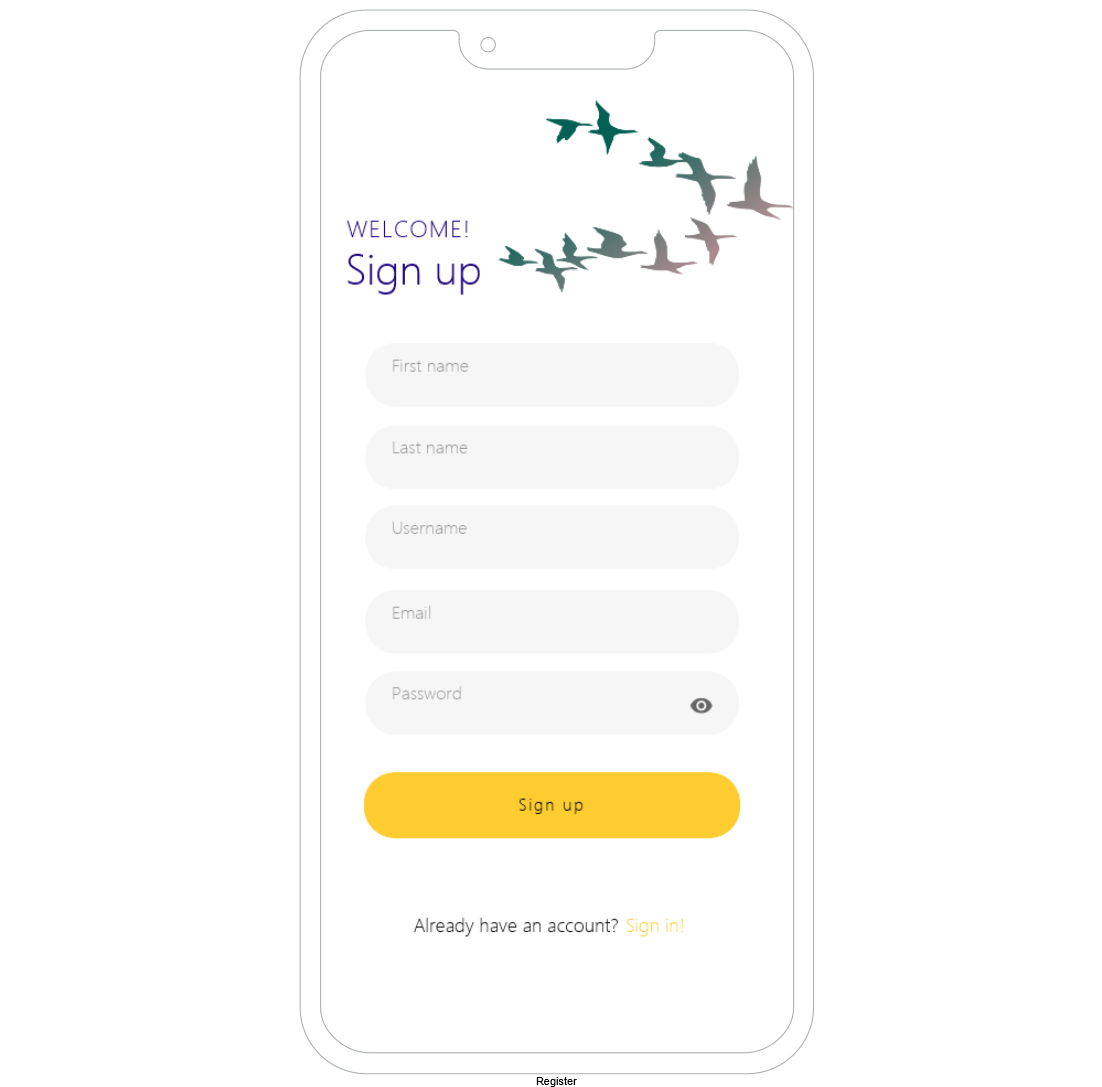 WELCOME!
Sign up
First name
Last name
Username
Email
Password
Sign up
Already have an account? Sign in!
Register